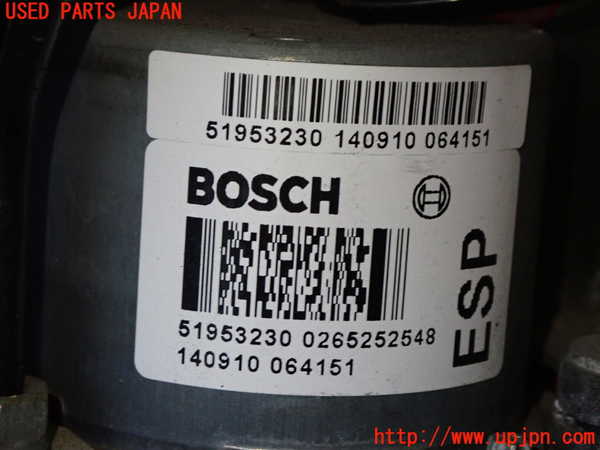 USED PARTS JAPAN
51953230 140910 064151
BOSCH
ESP
51953230 0265252548
140910 064151
http://www.upjpn.com/